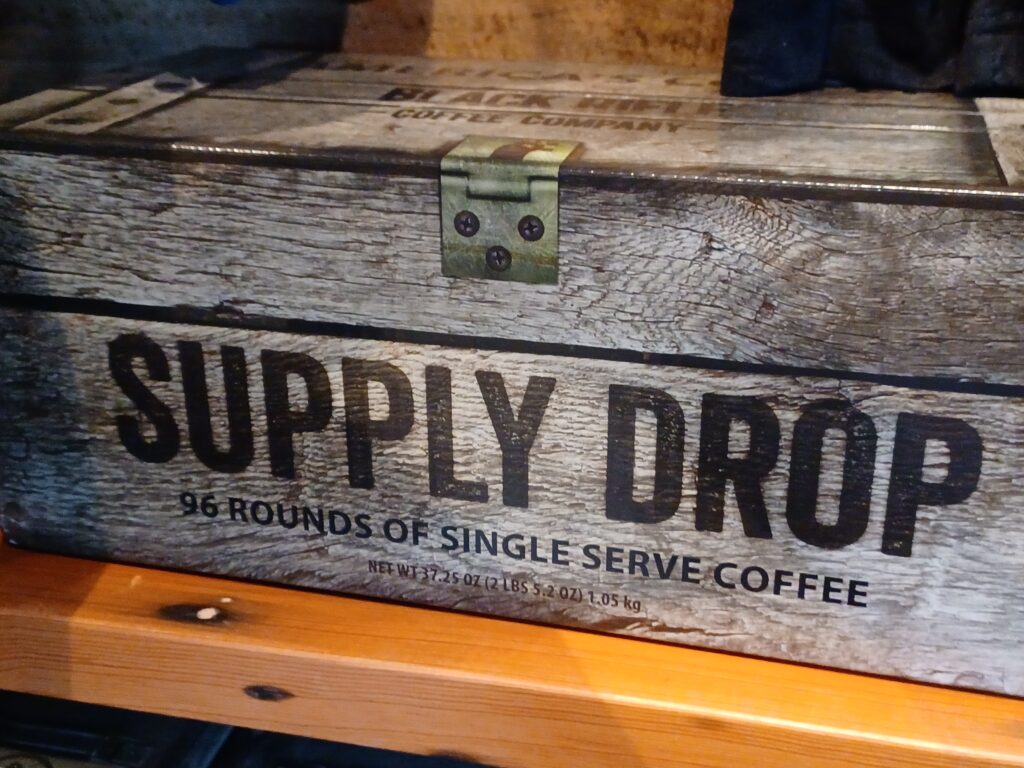 AMERICA'S C
BLACK RIFLE
COFFEE COMPANY
SUPPLY DROP
96 ROUNDS OF SINGLE SERVE COFFEE
NET WT 37.25 OZ (2 LBS 5.2 OZ) 1.05 kg